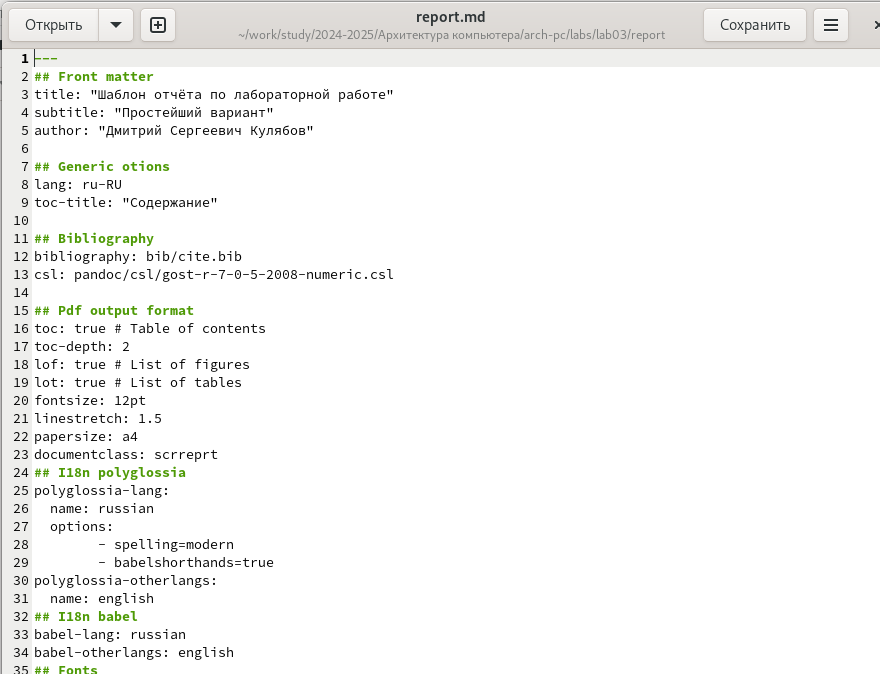 Открыть
report.md
~/work/study/2024-2025/Архитектура компьютера/arch-pc/labs/lab03/report
Сохранить
1 ---
2 ## Front matter
3 title: "Шаблон отчёта по лабораторной работе"
4 subtitle: "Простейший вариант"
5 author: "Дмитрий Сергеевич Кулябов"
6
7 ## Generic otions
8 lang: ru-RU
9 toc-title: "Содержание"
10
11 ## Bibliography
12 bibliography: bib/cite.bib
13 csl: pandoc/csl/gost-r-7-0-5-2008-numeric.csl
14
15 ## Pdf output format
16 toc: true # Table of contents
17 toc-depth: 2
18 lof: true # List of figures
19 lot: true # List of tables
20 fontsize: 12pt
21 linestretch: 1.5
22 papersize: a4
23 documentclass: scrreprt
24 ## I18n polyglossia
25 polyglossia-lang:
26   name: russian
27   options:
28         - spelling=modern
29         - babelshorthands=true
30 polyglossia-otherlangs:
31   name: english
32 ## I18n babel
33 babel-lang: russian
34 babel-otherlangs: english
35 ## Fonts